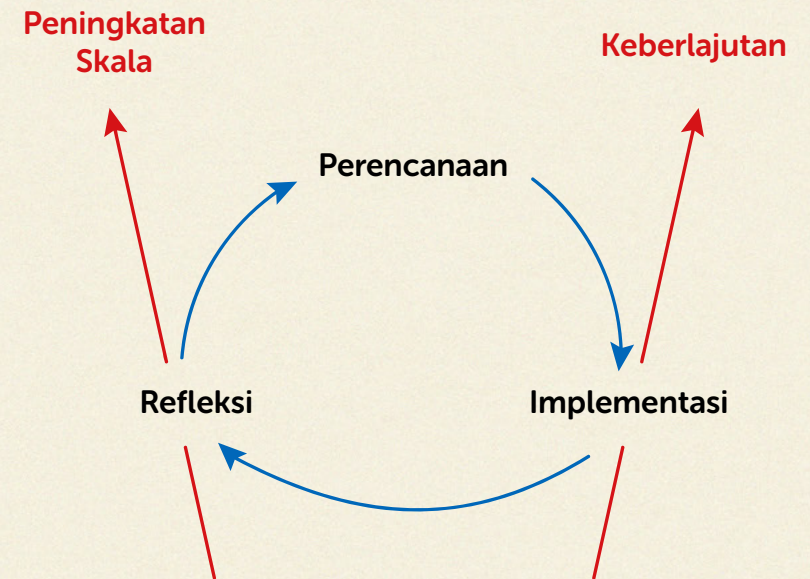 Peningkatan
Skala
Keberlajutan
Perencanaan
Refleksi
Implementasi